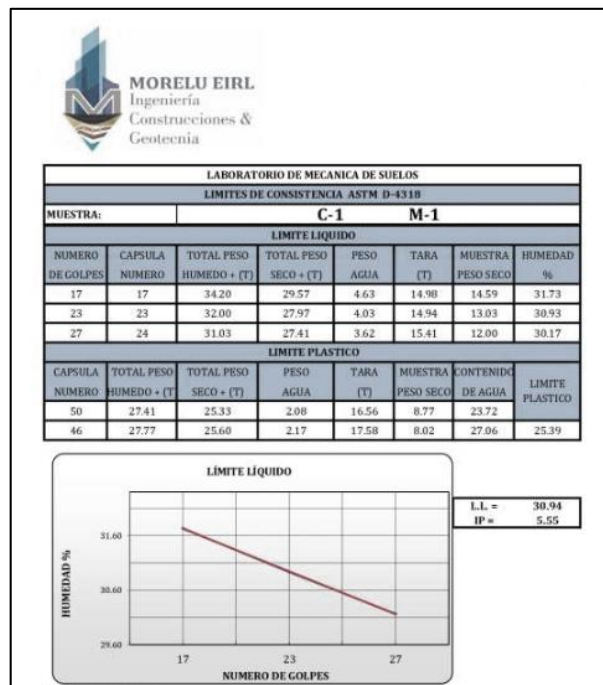 MORELU EIRL
Ingeniería
Construcciones &
Geotecnia
LABORATORIO DE MECANICA DE SUELOS
LIMITES DE CONSISTENCIA ASTM D-4318
MUESTRA: C-1 M-1
LIMITE LIQUIDO
NUMERO CAPSULA TOTAL PESO TOTAL PESO PESO TARA MUESTRA HUMEDAD
DE GOLPES NUMERO HUMEDO + (T) SECO + (T) AGUA (T) PESO SECO %
17 17 34.20 29.57 4.63 14.98 14.59 31.73
23 23 32.00 27.97 4.03 14.94 13.03 30.93
27 24 31.03 27.41 3.62 15.41 12.00 30.17
LIMITE PLASTICO
CAPSULA TOTAL PESO TOTAL PESO PESO TARA MUESTRA CONTENIDO LIMITE
NUMERO HUMEDO + (T SECO + (T) AGUA (T) PESO SECO DE AGUA PLASTICO
50 27.41 25.33 2.08 16.56 8.77 23.72
46 27.77 25.60 2.17 17.58 8.02 27.06 25.39
LÍMITE LÍQUIDO
L.L. = 30.94
IP = 5.55
HUMEDAD %
31.60
30.60
29.60
17 23 27
NUMERO DE GOLPES